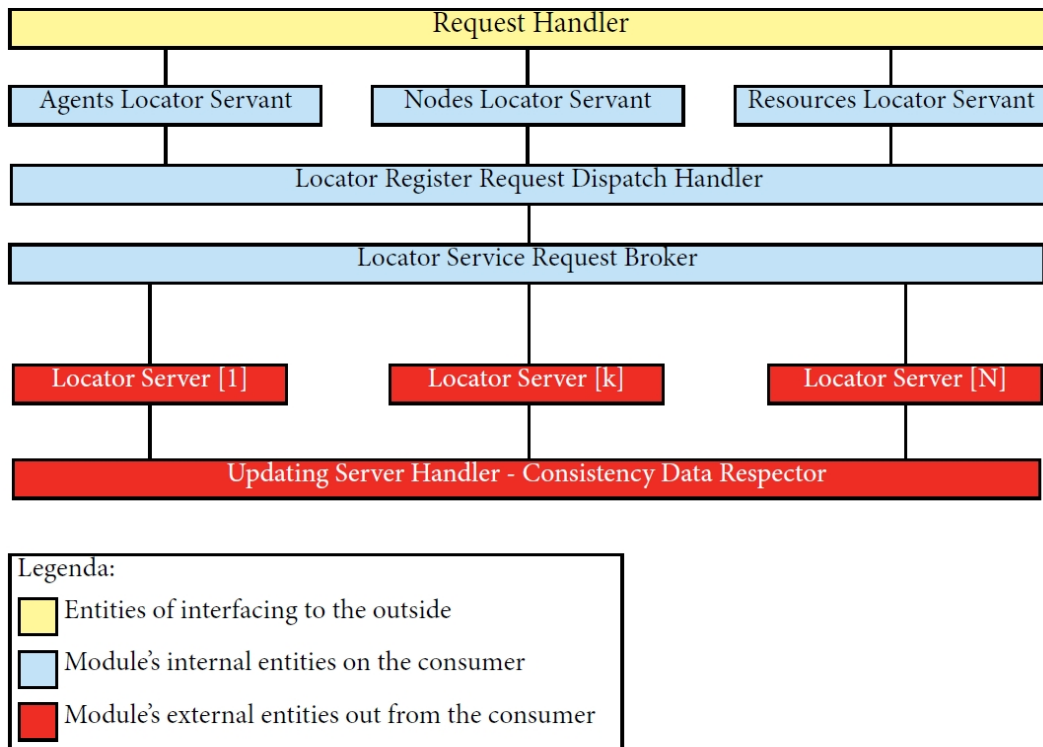 Request Handler
Agents Locator Servant
Nodes Locator Servant
Resources Locator Servant
Locator Register Request Dispatch Handler
Locator Service Request Broker
Locator Server [1]
Locator Server [k]
Locator Server [N]
Updating Server Handler - Consistency Data Respector
Legenda:
Entities of interfacing to the outside
Module's internal entities on the consumer
Module's external entities out from the consumer